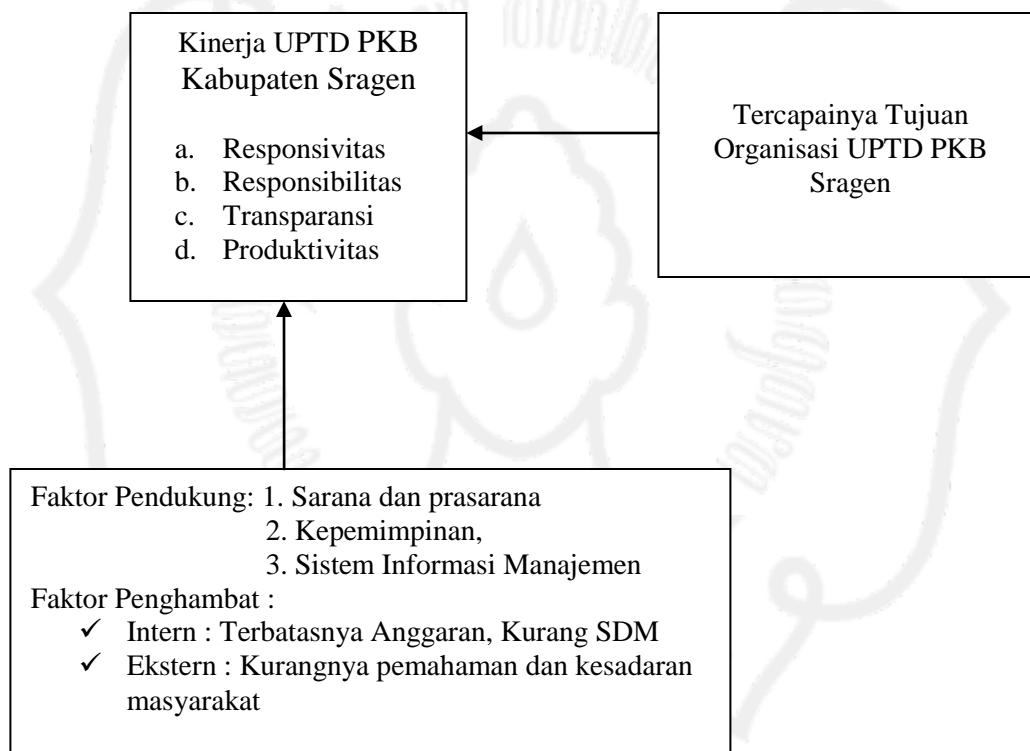 Kinerja UPTD PKB
Kabupaten Sragen
a. Responsivitas
b. Responsibilitas
c. Transparansi
d. Produktivitas
Tercapainya Tujuan
Organisasi UPTD PKB
Sragen
Faktor Pendukung: 1. Sarana dan prasarana
2. Kepemimpinan,
3. Sistem Informasi Manajemen
Faktor Penghambat :
✓ Intern : Terbatasnya Anggaran, Kurang SDM
✓ Ekstern : Kurangnya pemahaman dan kesadaran
masyarakat